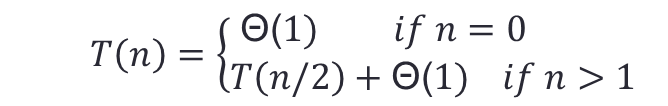 T(n) = { Θ(1) if n = 0
T(n/2) + Θ(1) if n > 1